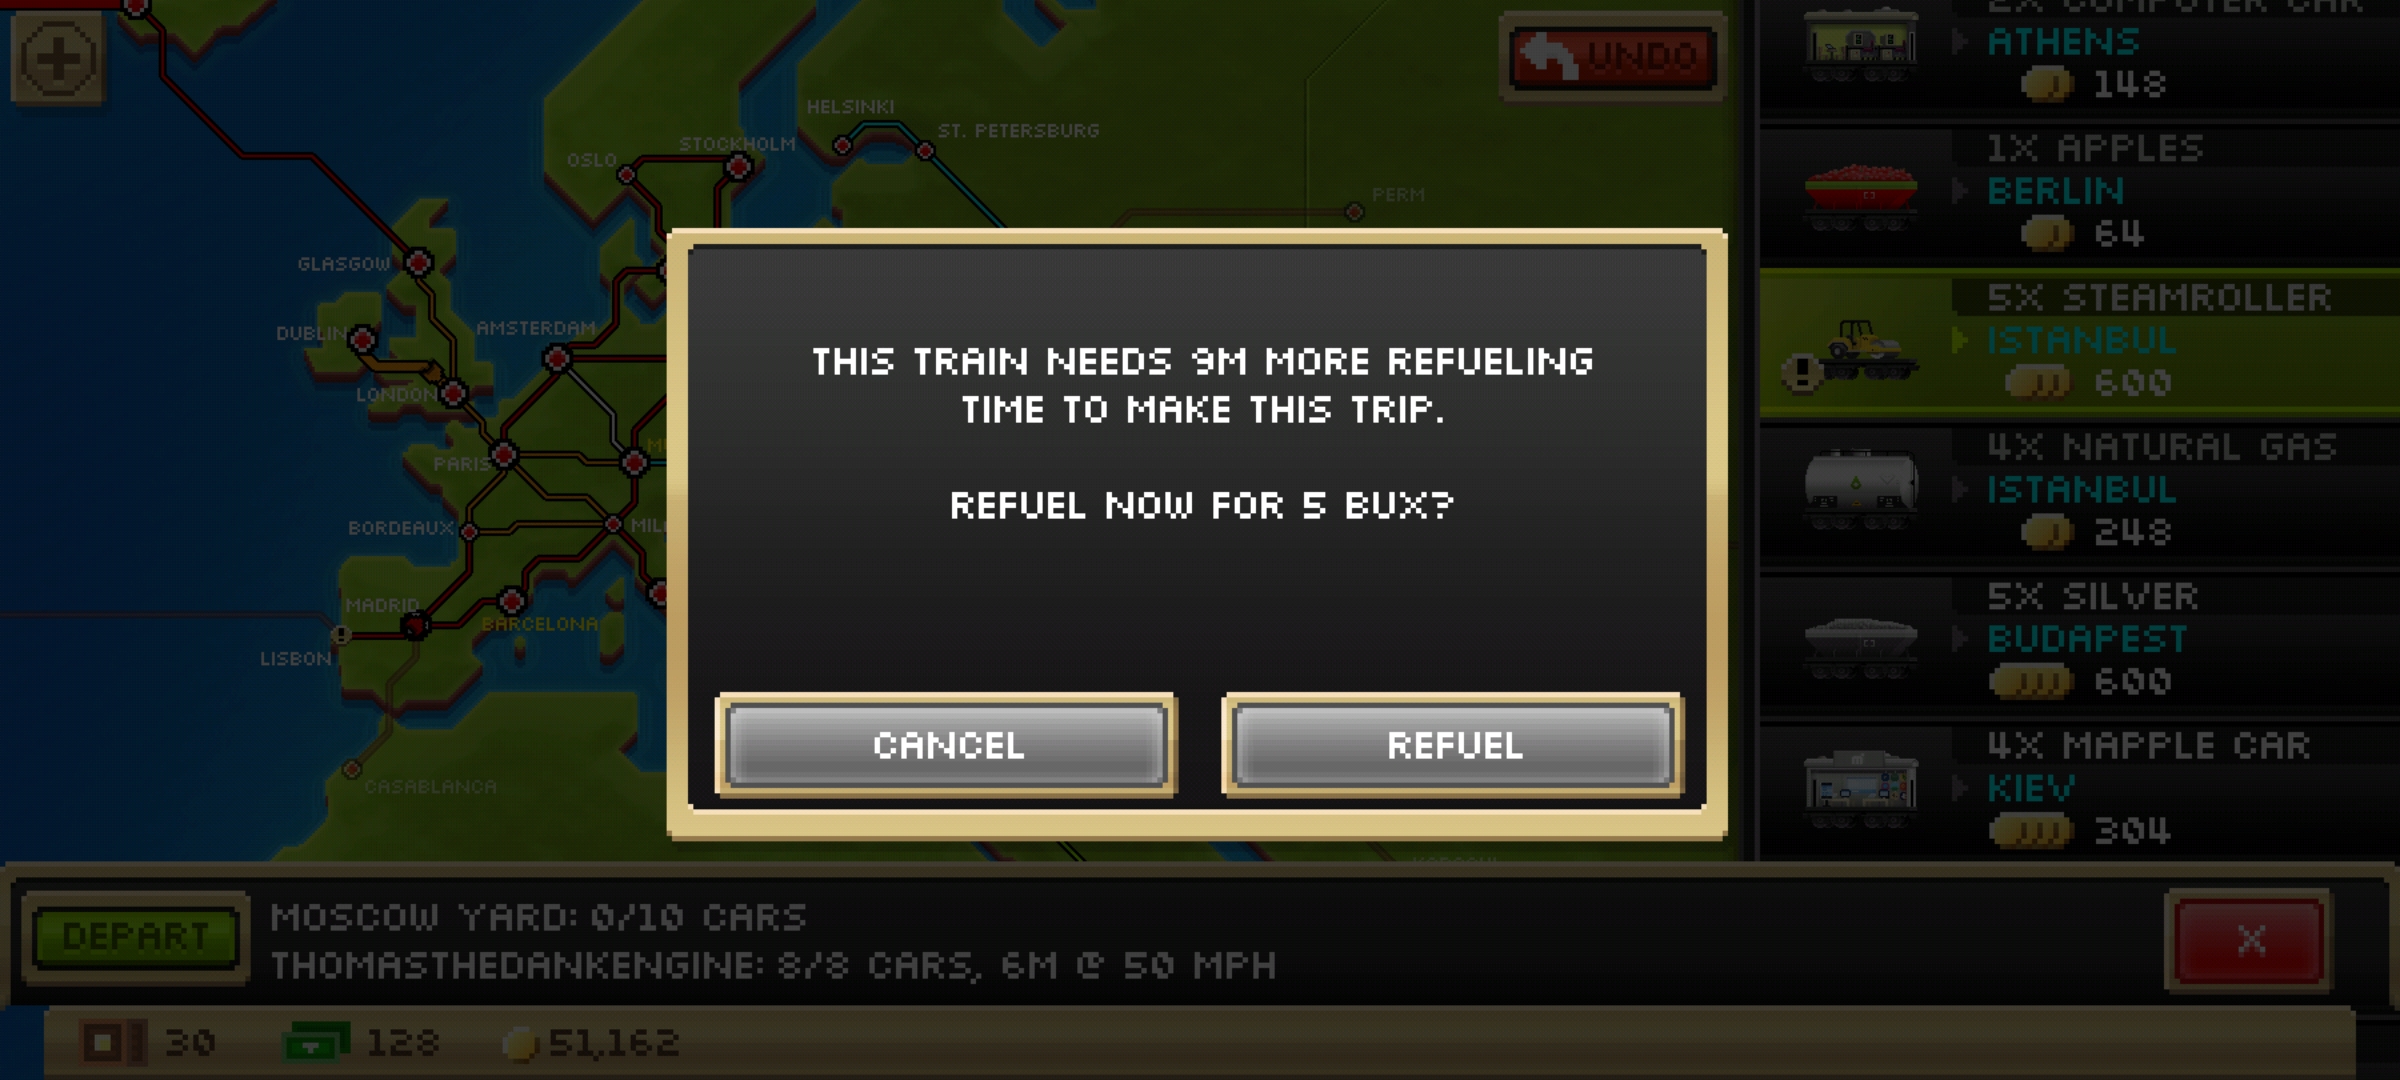 2X COMPUTER CAR
ATHENS
148
UNDO
HELSINKI
ST. PETERSBURG
STOCKHOLM
OSLO
1X APPLES
BERLIN
64
PERM
GLASGOW
DUBLIN
AMSTERDAM
LONDON
5X STEAMROLLER
ISTANBUL
600
THIS TRAIN NEEDS 9M MORE REFUELING
TIME TO MAKE THIS TRIP.
REFUEL NOW FOR 5 BUX?
PARIS
4X NATURAL GAS
ISTANBUL
248
BORDEAUX
MIL
MADRID
BARCELONA
LISBON
5X SILVER
BUDAPEST
600
CANCEL
REFUEL
CASABLANCA
4X MAPPLE CAR
KIEV
304
DEPART
MOSCOW YARD: 0/10 CARS
THOMASTHEDANKENGINE: 8/8 CARS, 6M @ 50 MPH
X
30
128
51,162